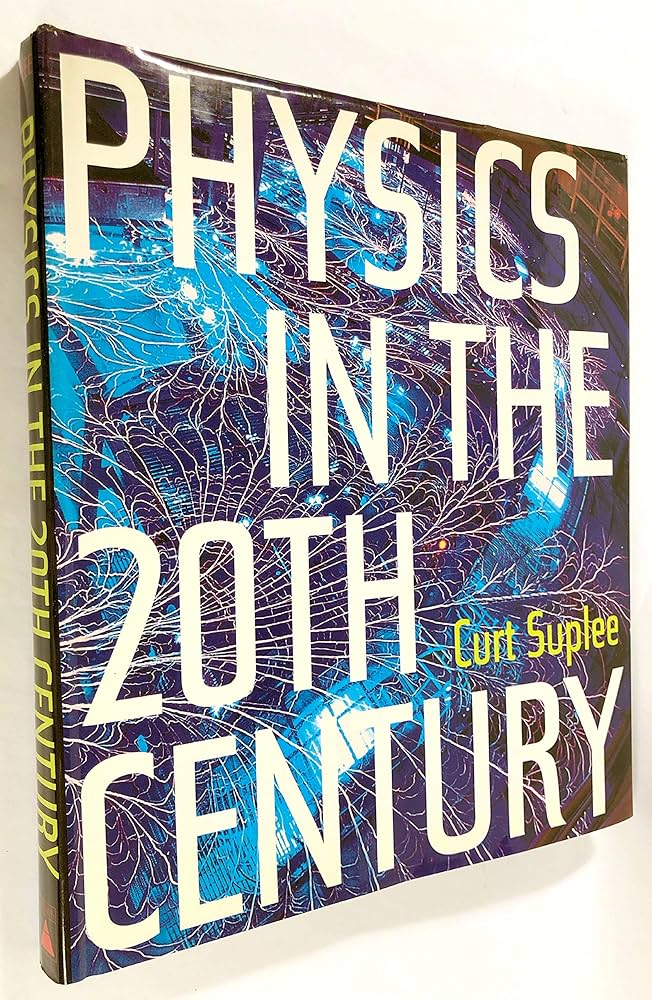 PHYSICS
IN THE
20TH
Curt Suplee
CENTURY
PHYSICS IN THE 20TH CENTURY